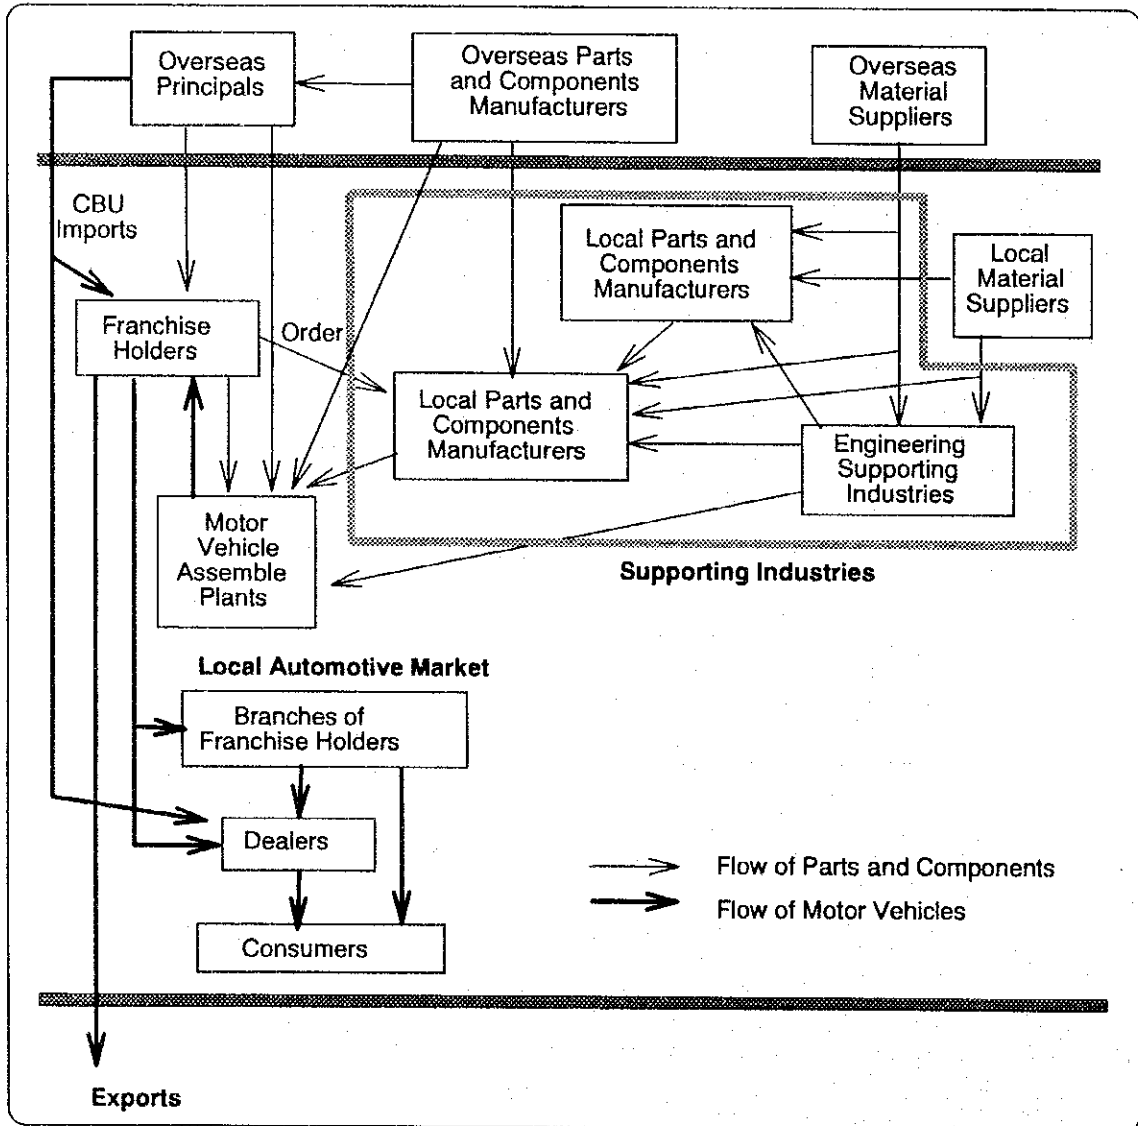 Overseas
Principals
Overseas Parts
and Components
Manufacturers
Overseas
Material
Suppliers
CBU
Imports
Local Parts and
Components
Manufacturers
Local
Material
Suppliers
Franchise
Holders
Order
Local Parts and
Components
Manufacturers
Engineering
Supporting
Industries
Motor
Vehicle
Assemble
Plants
Supporting Industries
Local Automotive Market
Branches of
Franchise Holders
Dealers
Consumers
Flow of Parts and Components
Flow of Motor Vehicles
Exports